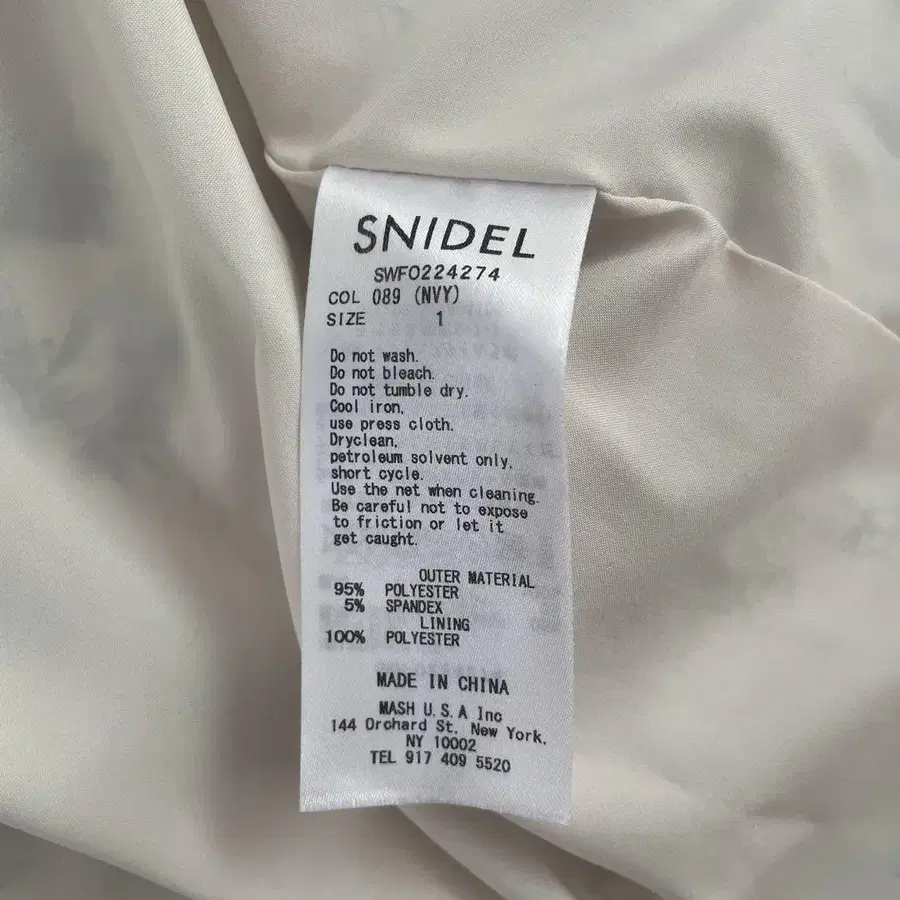 SNIDEL
SWFO224274
COL 089 (NVY)
SIZE 1
Do not wash.
Do not bleach.
Do not tumble dry.
Cool iron,
use press cloth.
Dryclean,
petroleum solvent only,
short cycle.
Use the net when cleaning.
Be careful not to expose
to friction or let it
get caught.
OUTER MATERIAL
95% POLYESTER
5% SPANDEX
LINING
100% POLYESTER
MADE IN CHINA
MASH U.S.A Inc
144 Orchard St, New York,
NY 10002
TEL 917 409 5520